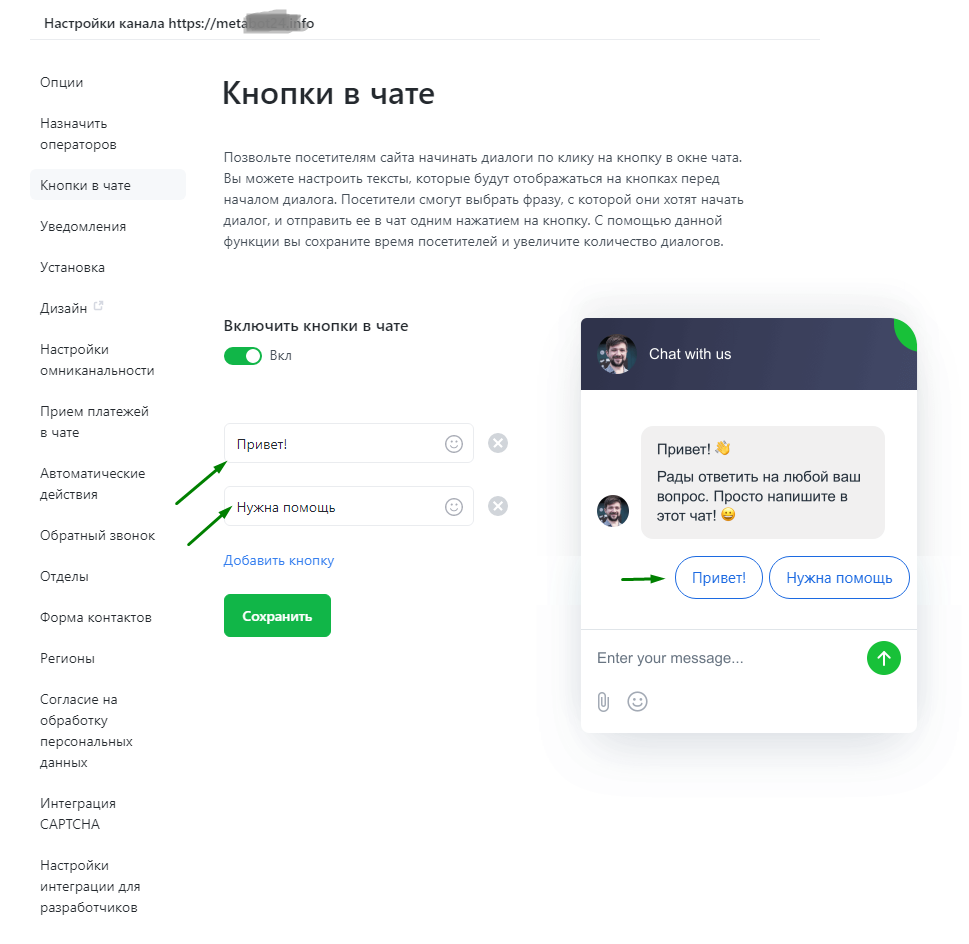 Настройки канала https://meta .info
Опции
Назначить
операторов
Кнопки в чате
Уведомления
Установка
Дизайн
Настройки
омниканальности
Прием платежей
в чате
Автоматические
действия
Обратный звонок
Отделы
Форма контактов
Регионы
Согласие на
обработку
персональных
данных
Интеграция
CAPTCHA
Настройки
интеграции для
разработчиков
Кнопки в чате
Позвольте посетителям сайта начинать диалоги по клику на кнопку в окне чата.
Вы можете настроить тексты, которые будут отображаться на кнопках перед
началом диалога. Посетители смогут выбрать фразу, с которой они хотят начать
диалог, и отправить ее в чат одним нажатием на кнопку. С помощью данной
функции вы сохраните время посетителей и увеличите количество диалогов.
Включить кнопки в чате
Вкл
Привет!
Нужна помощь
Добавить кнопку
Сохранить
Chat with us
Привет! 👋
Рады ответить на любой ваш
вопрос. Просто напишите в
этот чат! 😀
Привет! Нужна помощь
Enter your message...